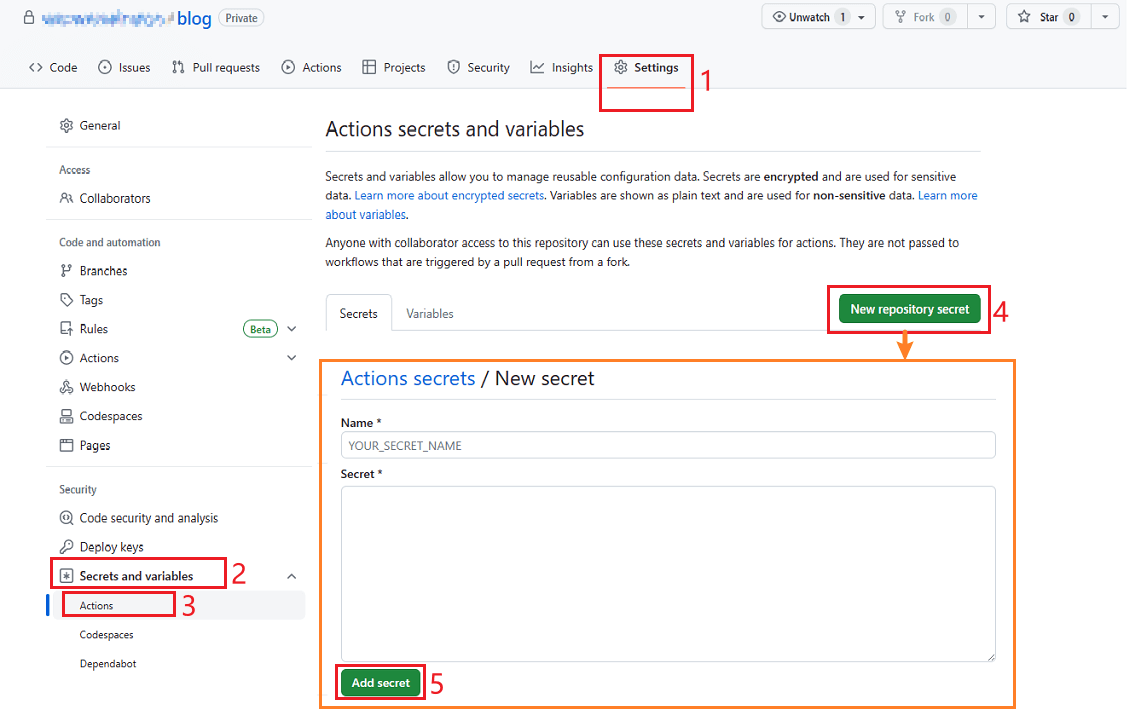 blog Private
Unwatch 1 Fork 0 Star 0
Code Issues Pull requests Actions Projects Security Insights Settings 1
General
Access
Collaborators
Code and automation
Branches
Tags
Rules Beta
Actions
Webhooks
Codespaces
Pages
Security
Code security and analysis
Deploy keys
Secrets and variables 2
Actions 3
Codespaces
Dependabot
Actions secrets and variables
Secrets and variables allow you to manage reusable configuration data. Secrets are encrypted and are used for sensitive
data. Learn more about encrypted secrets. Variables are shown as plain text and are used for non-sensitive data. Learn more
about variables.
Anyone with collaborator access to this repository can use these secrets and variables for actions. They are not passed to
workflows that are triggered by a pull request from a fork.
Secrets Variables New repository secret 4
Actions secrets / New secret
Name *
YOUR_SECRET_NAME
Secret *
Add secret 5